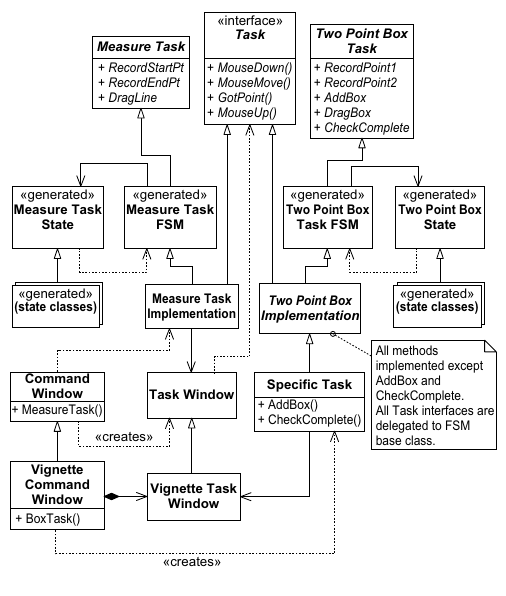 «interface»
Task
+ MouseDown()
+ MouseMove()
+ GotPoint()
+ MouseUp()
Measure Task
+ RecordStartPt
+ RecordEndPt
+ DragLine
Two Point Box
Task
+ RecordPoint1
+ RecordPoint2
+ AddBox
+ DragBox
+ CheckComplete
«generated»
Measure Task
State
«generated»
Measure Task
FSM
«generated»
Two Point Box
Task FSM
«generated»
Two Point Box
State
«generated»
(state classes)
Measure Task
Implementation
Two Point Box
Implementation
«generated»
(state classes)
All methods
implemented except
AddBox and
CheckComplete.
All Task interfaces are
delegated to FSM
base class.
Command
Window
+ MeasureTask()
Task Window
Specific Task
+ AddBox()
+ CheckComplete()
«creates»
Vignette
Command
Window
+ BoxTask()
Vignette Task
Window
«creates»